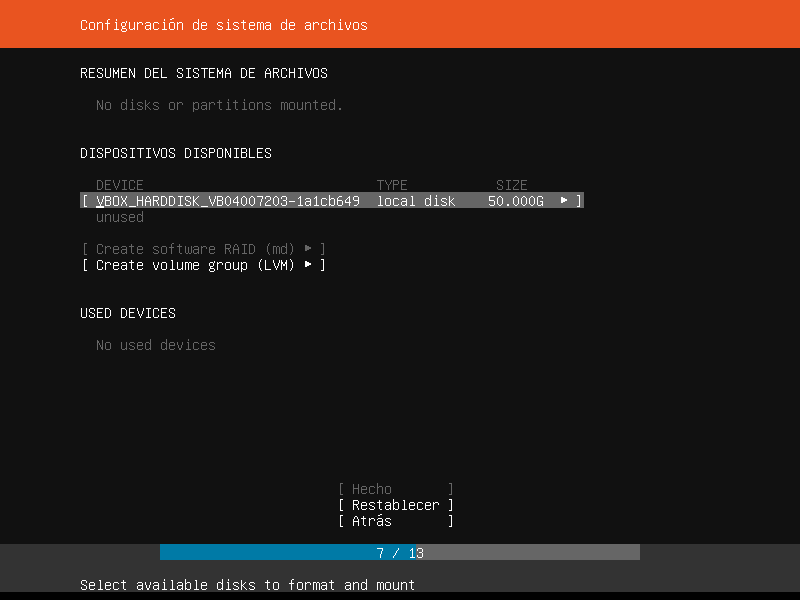 Configuración de sistema de archivos
RESUMEN DEL SISTEMA DE ARCHIVOS
No disks or partitions mounted.
DISPOSITIVOS DISPONIBLES
DEVICE TYPE SIZE
[ VBOX_HARDDISK_VB04007203-1a1cb649 local disk 50.000G ▸ ]
unused
[ Create software RAID (md) ▸ ]
[ Create volume group (LVM) ▸ ]
USED DEVICES
No used devices
[ Hecho ]
[ Restablecer ]
[ Atrás ]
7 / 13
Select available disks to format and mount